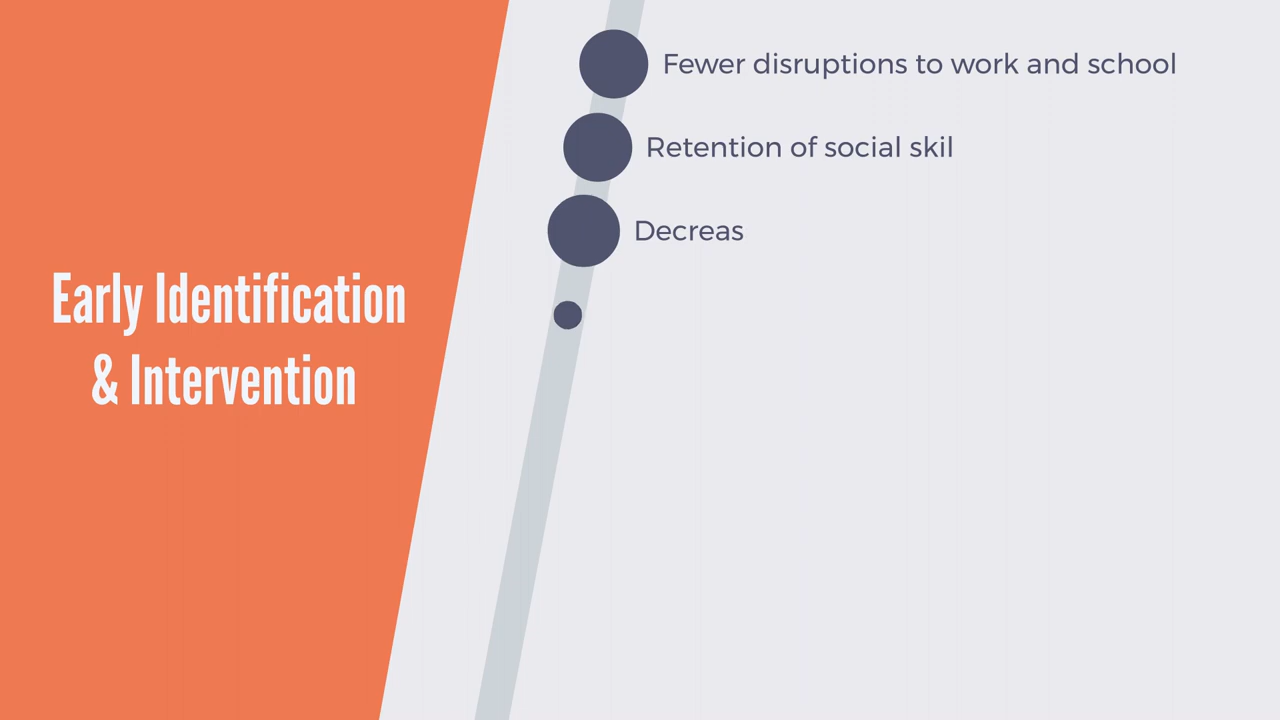 Early Identification
& Intervention
Fewer disruptions to work and school
Retention of social skil
Decreas